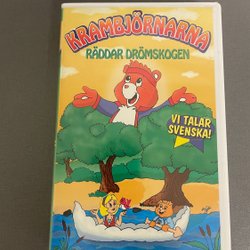 KRAMBJÖRNARNA
RÄDDAR DRÖMSKOGEN
VI TALAR
SVENSKA!